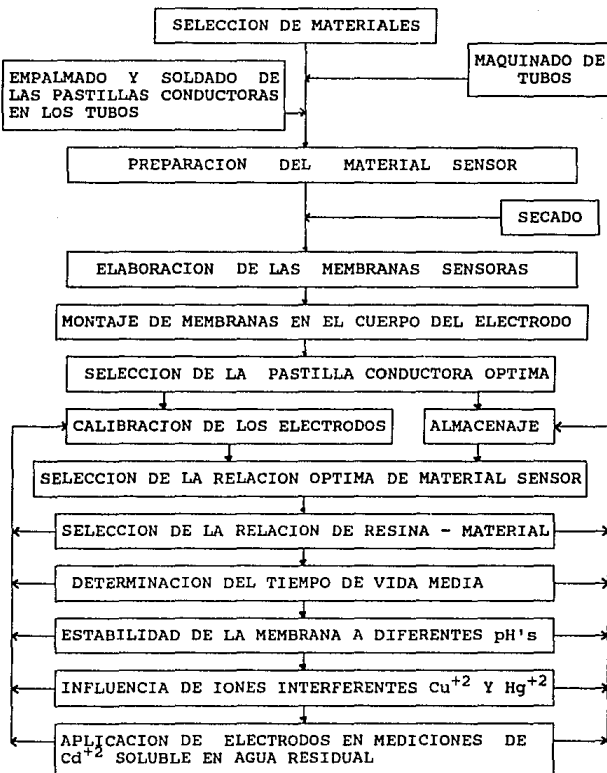 SELECCION DE MATERIALES
MAQUINADO DE
TUBOS
EMPALMADO Y SOLDADO DE
LAS PASTILLAS CONDUCTORAS
EN LOS TUBOS
PREPARACION DEL MATERIAL SENSOR
SECADO
ELABORACION DE LAS MEMBRANAS SENSORAS
MONTAJE DE MEMBRANAS EN EL CUERPO DEL ELECTRODO
SELECCION DE LA PASTILLA CONDUCTORA OPTIMA
CALIBRACION DE LOS ELECTRODOS
ALMACENAJE
SELECCION DE LA RELACION OPTIMA DE MATERIAL SENSOR
SELECCION DE LA RELACION DE RESINA - MATERIAL
DETERMINACION DEL TIEMPO DE VIDA MEDIA
ESTABILIDAD DE LA MEMBRANA A DIFERENTES pH's
INFLUENCIA DE IONES INTERFERENTES Cu+2 Y Hg+2
APLICACION DE ELECTRODOS EN MEDICIONES DE
Cd+2 SOLUBLE EN AGUA RESIDUAL